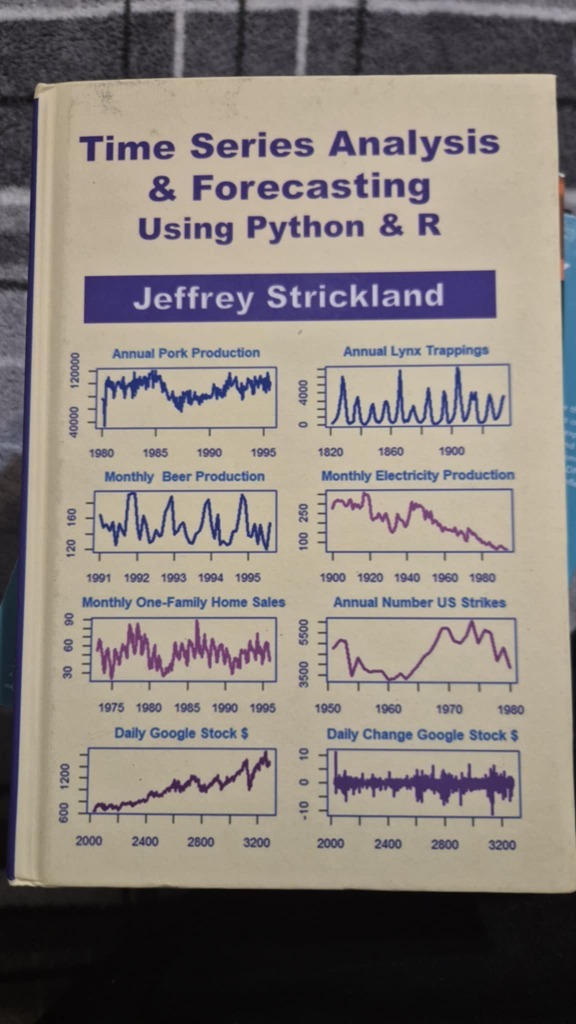 Time Series Analysis
& Forecasting
Using Python & R
Jeffrey Strickland
Annual Pork Production
120000
40000
1980 1985 1990 1995
Annual Lynx Trappings
4000
0
1820 1860 1900
Monthly Beer Production
160
120
1991 1992 1993 1994 1995
Monthly Electricity Production
250
100
1900 1920 1940 1960 1980
Monthly One-Family Home Sales
90
60
30
1975 1980 1985 1990 1995
Annual Number US Strikes
5500
3500
1950 1960 1970 1980
Daily Google Stock $
1200
600
2000 2400 2800 3200
Daily Change Google Stock $
10
0
-10
2000 2400 2800 3200